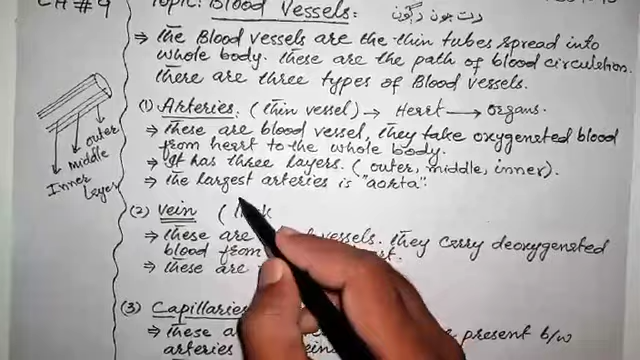 CH # 9
Topic: Blood Vessels:
⇒ The Blood vessels are the thin tubes spread into
whole body. These are the path of blood circulation.
There are three types of Blood vessels.
(1) Arteries. (Thin vessel) → Heart → Organs.
⇒ These are blood vessel, they take oxygenated blood
from heart to the whole body.
⇒ It has three layers. (outer, middle, inner).
⇒ The largest arteries is "aorta".
outer
middle
Inner
layer
(2) Vein (
⇒ These are vessels. They carry deoxygenated
blood from
⇒ These are
(3) Capillaries
⇒ These present b/w
arteries